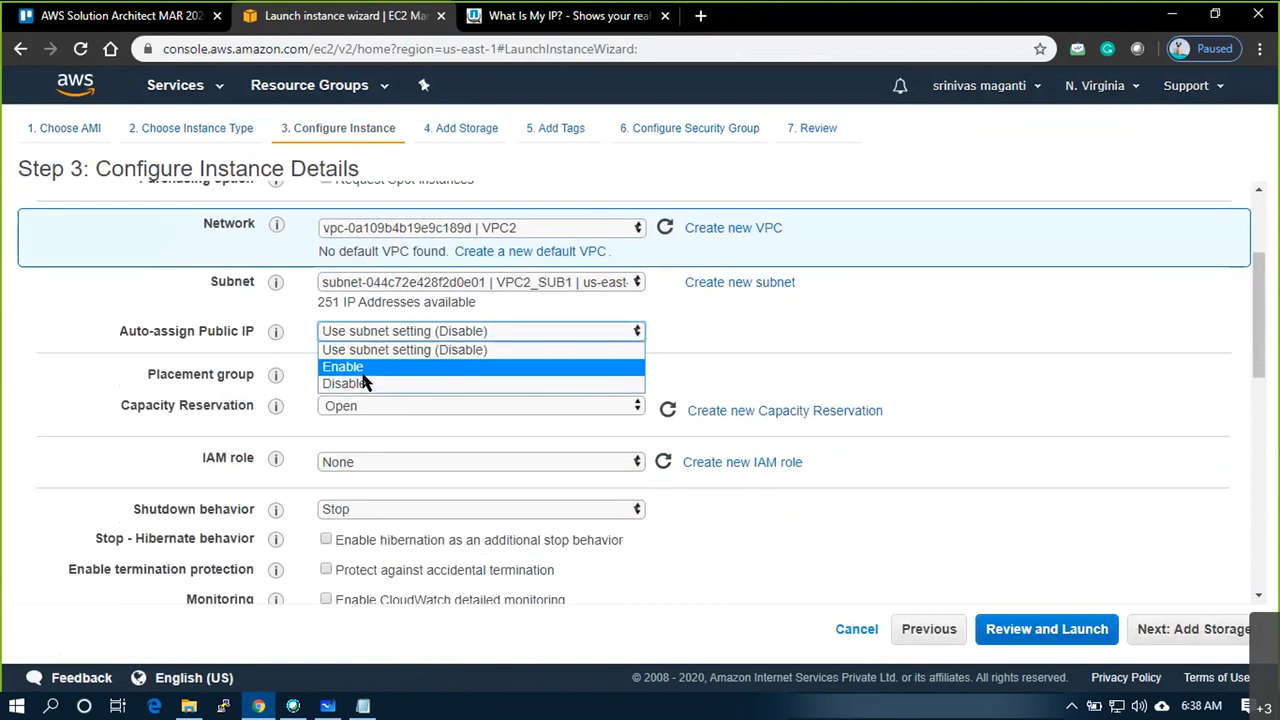 AWS Solution Architect MAR 202
Launch instance wizard | EC2 Mar
What Is My IP? - Shows your real
console.aws.amazon.com/ec2/v2/home?region=us-east-1#LaunchInstanceWizard:
Paused
aws
Services
Resource Groups
srinivas maganti
N. Virginia
Support
1. Choose AMI
2. Choose Instance Type
3. Configure Instance
4. Add Storage
5. Add Tags
6. Configure Security Group
7. Review
Step 3: Configure Instance Details
Purchasing option
Request Spot instances
Network
vpc-0a109b4b19e9c189d | VPC2
Create new VPC
No default VPC found. Create a new default VPC.
Subnet
subnet-044c72e428f2d0e01 | VPC2_SUB1 | us-east-
Create new subnet
251 IP Addresses available
Auto-assign Public IP
Use subnet setting (Disable)
Use subnet setting (Disable)
Enable
Disable
Placement group
Capacity Reservation
Open
Create new Capacity Reservation
IAM role
None
Create new IAM role
Shutdown behavior
Stop
Stop - Hibernate behavior
Enable hibernation as an additional stop behavior
Enable termination protection
Protect against accidental termination
Monitoring
Enable CloudWatch detailed monitoring
Cancel
Previous
Review and Launch
Next: Add Storage
Feedback
English (US)
© 2008 - 2020, Amazon Internet Services Private Ltd. or its affiliates. All rights reserved.
Privacy Policy
Terms of Use
6:38 AM
+3